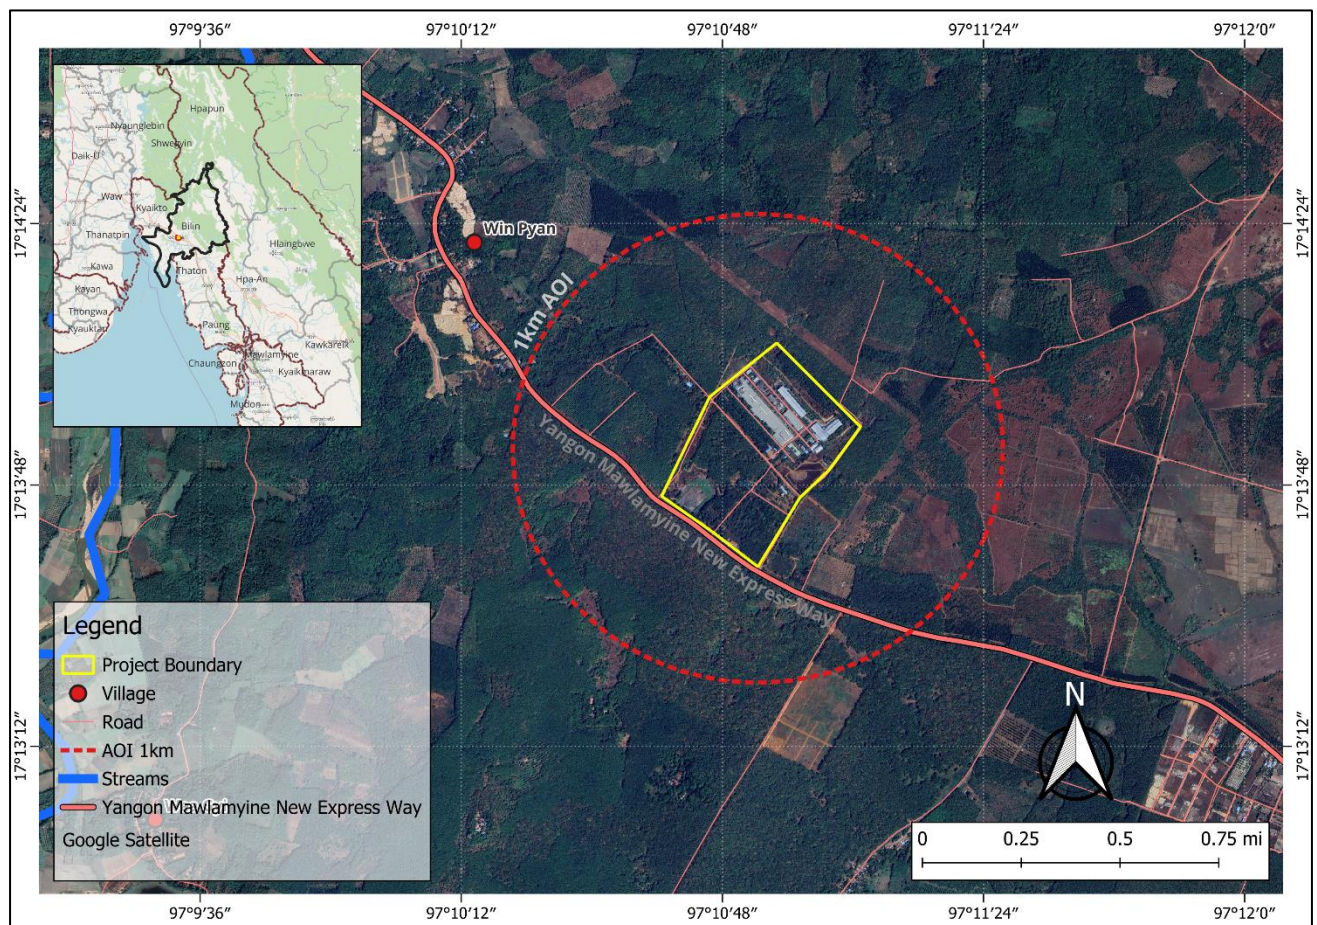 97°9′36″ 97°10′12″ 97°10′48″ 97°11′24″ 97°12′0″
17°14′24″
17°13′48″
17°13′12″
17°14′24″
17°13′48″
17°13′12″
Hpapun
Nyaunglebin
Shwegyin
Daik-U
Waw
Kyaikto
Bilin
Thanatpin
Hlaingbwe
Kawa
Thaton
Hpa-An
Kayan
Thongwa
Kyauktan
Paung
Kawkareik
Chaungzon
Mawlamyine
Kyaikmaraw
Mudon
Win Pyan
1km AOI
Yangon Mawlamyine New Express Way
Legend
Project Boundary
Village
Road
AOI 1km
Streams
Yangon Mawlamyine New Express Way
Google Satellite
N
0 0.25 0.5 0.75 mi
97°9′36″ 97°10′12″ 97°10′48″ 97°11′24″ 97°12′0″